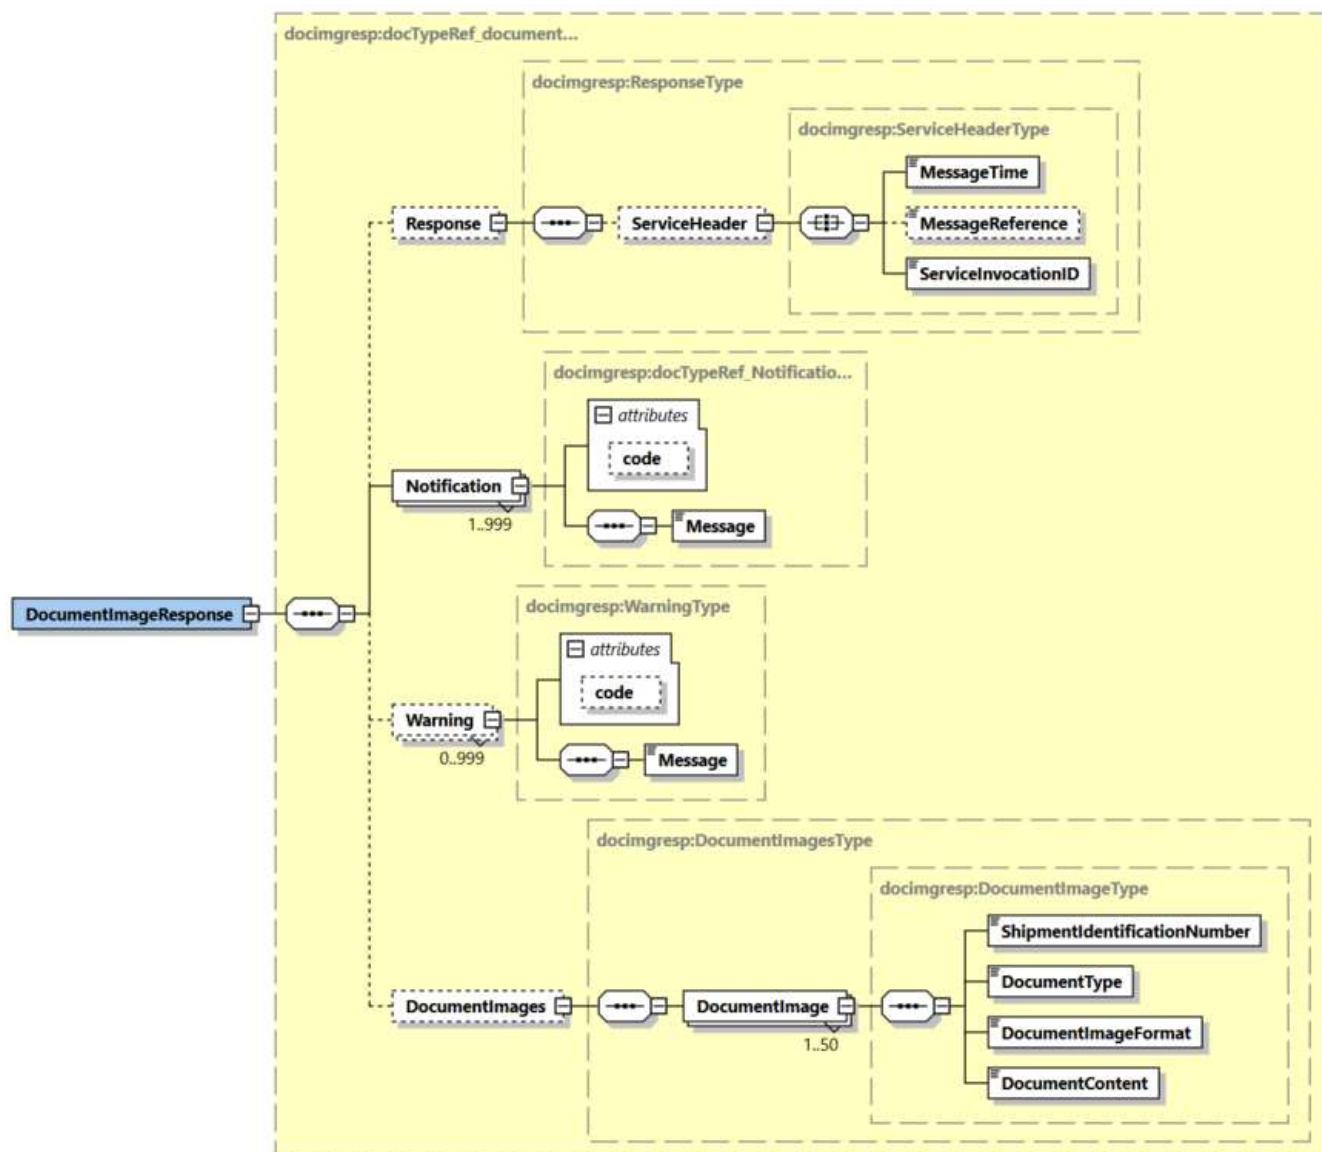 docimgresp:docTypeRef_document...
docimgresp:ResponseType
docimgresp:ServiceHeaderType
MessageTime
Response
ServiceHeader
MessageReference
ServiceInvocationID
docimgresp:docTypeRef_Notificatio...
attributes
code
Notification
1..999
Message
DocumentImageResponse
docimgresp:WarningType
attributes
code
Warning
0..999
Message
docimgresp:DocumentImagesType
docimgresp:DocumentImageType
ShipmentIdentificationNumber
DocumentType
DocumentImages
DocumentImage
1..50
DocumentImageFormat
DocumentContent